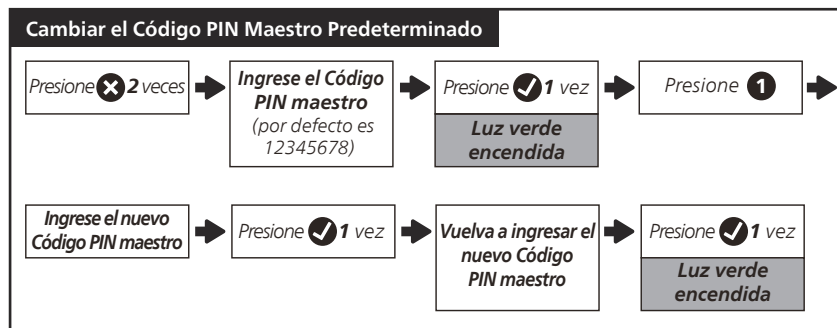 Cambiar el Código PIN Maestro Predeterminado
Presione ✖ 2 veces
Ingrese el Código
PIN maestro
(por defecto es
12345678)
Presione ✔ 1 vez
Luz verde
encendida
Presione 1
Ingrese el nuevo
Código PIN maestro
Presione ✔ 1 vez
Vuelva a ingresar el
nuevo Código
PIN maestro
Presione ✔ 1 vez
Luz verde
encendida